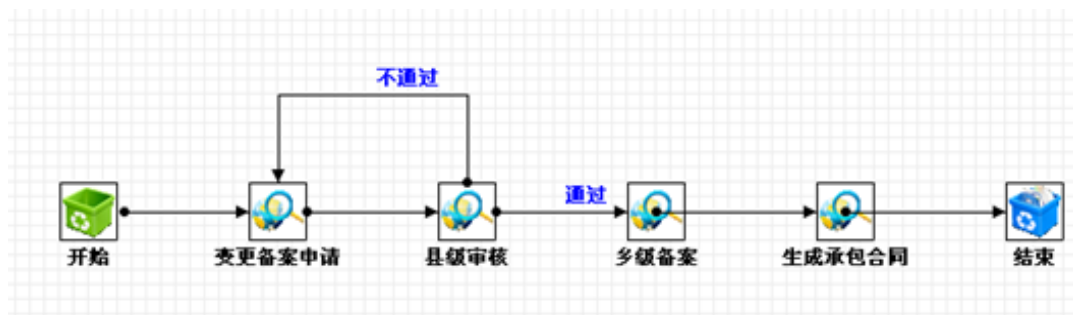 不通过
通过
开始
变更备案申请
县级审核
乡级备案
生成承包合同
结束